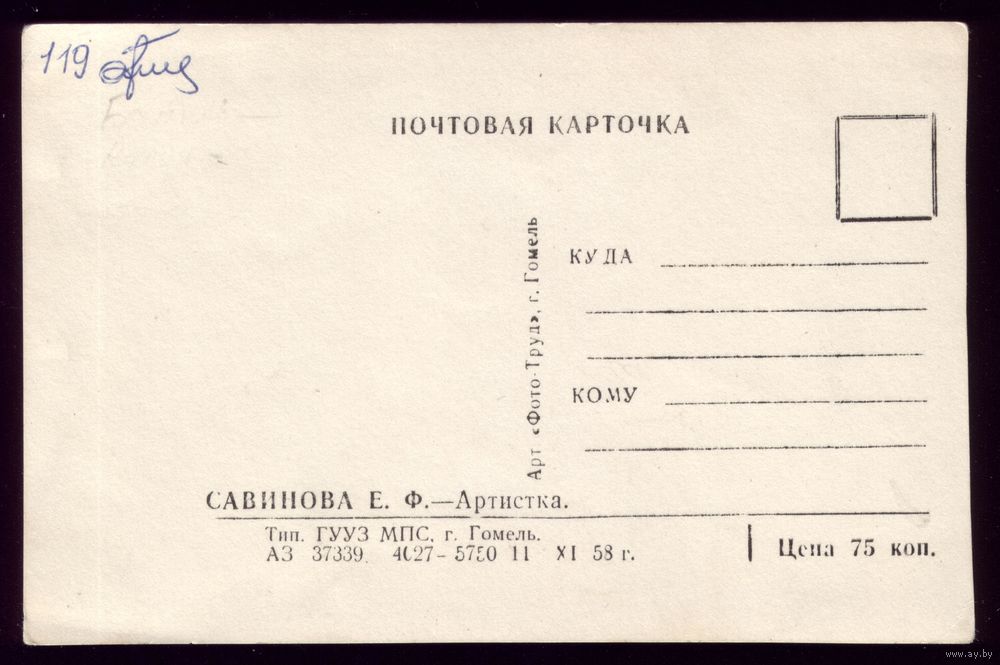 119
ПОЧТОВАЯ КАРТОЧКА
Арт «Фото-Труд», г. Гомель
КУДА
КОМУ
САВИНОВА Е. Ф.—Артистка.
Тип. ГУУЗ МПС, г. Гомель.
АЗ 37339. 4027-5750 11 XI 58 г.
Цена 75 коп.
www.ay.by